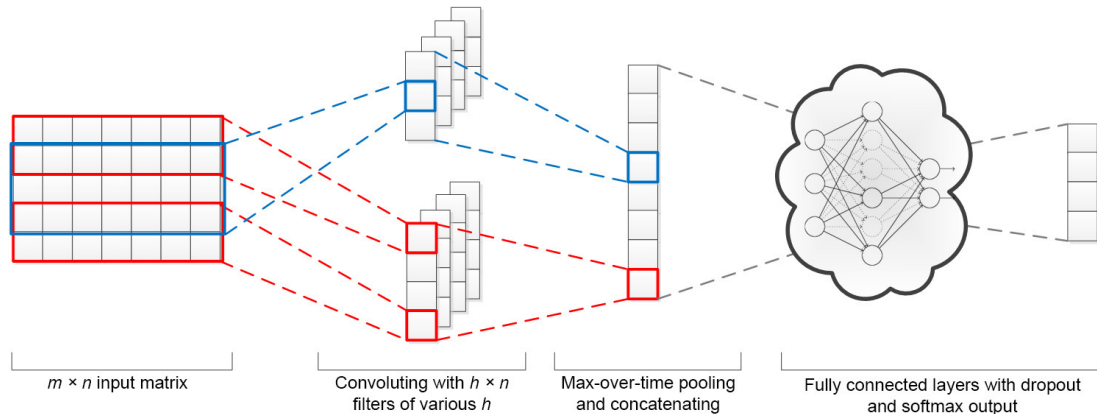 m × n input matrix
Convoluting with h × n
filters of various h
Max-over-time pooling
and concatenating
Fully connected layers with dropout
and softmax output